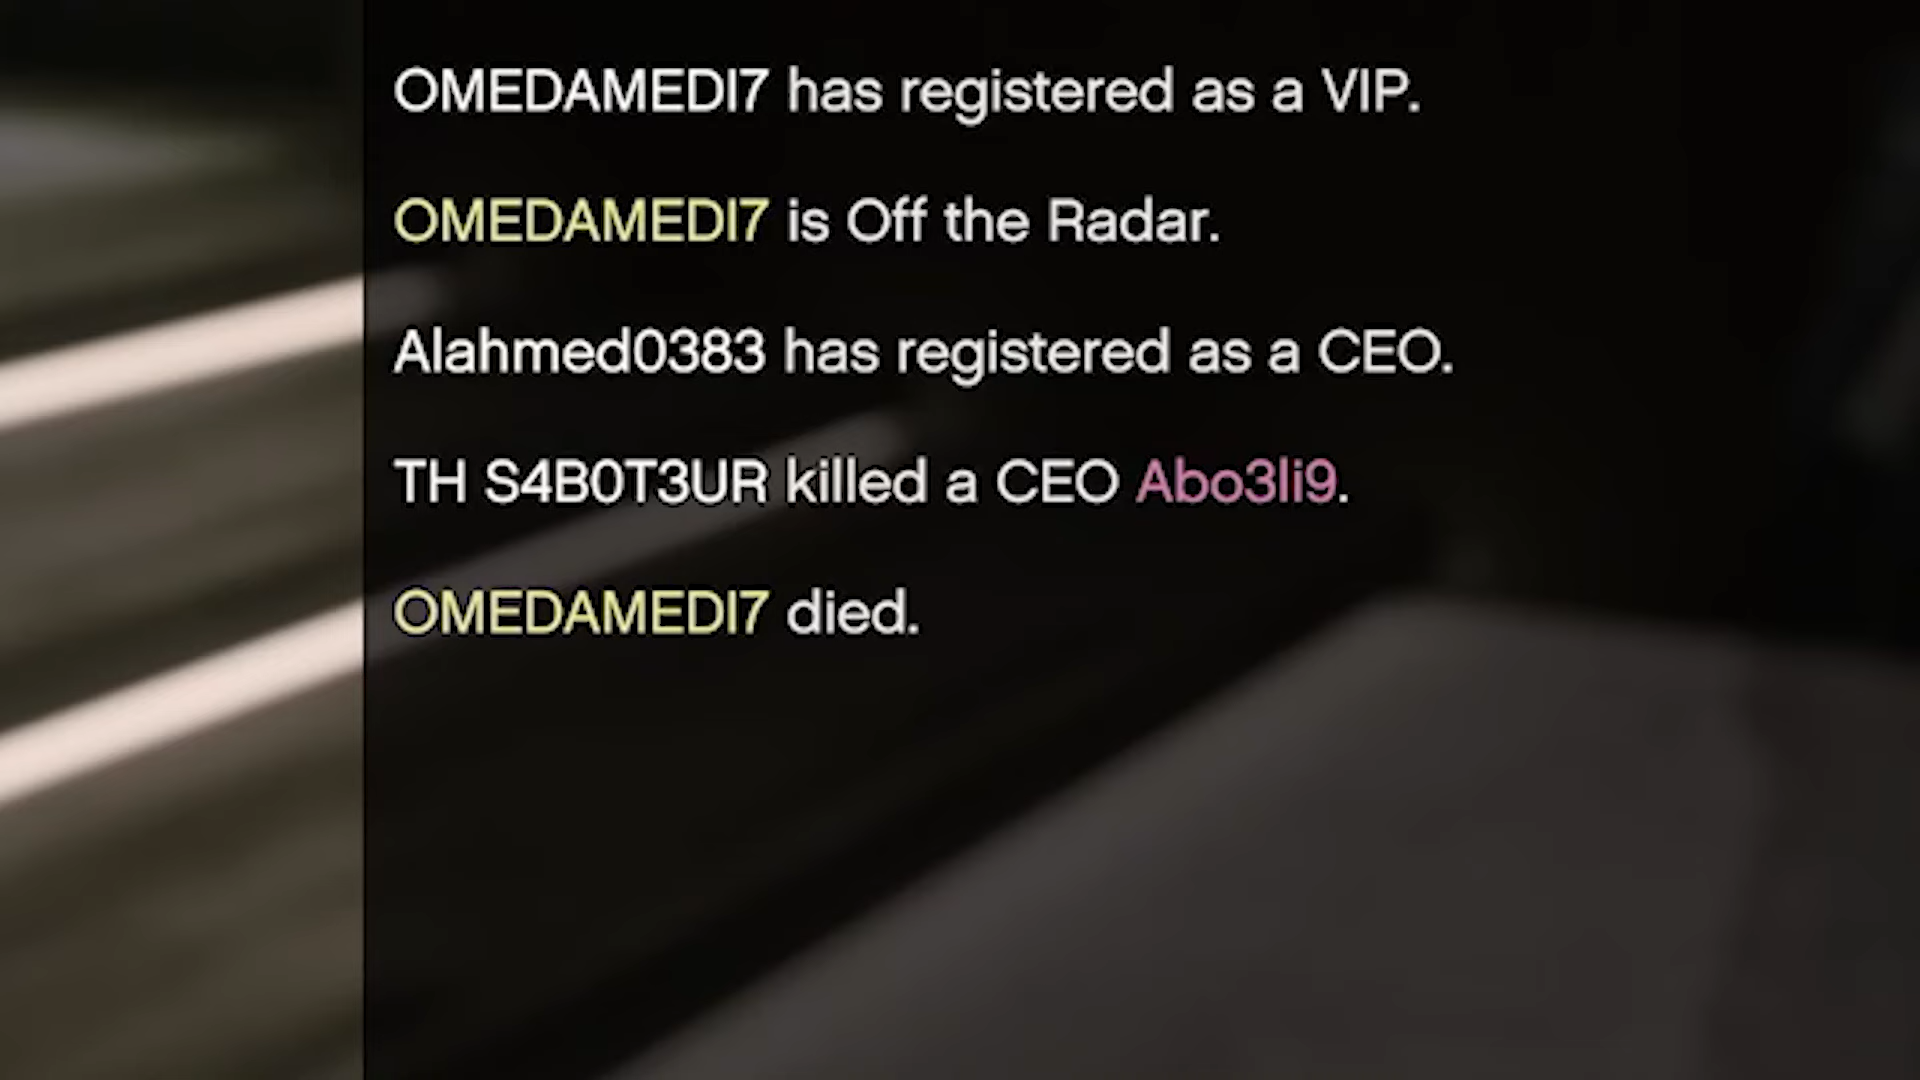 OMEDAMEDI7 has registered as a VIP.
OMEDAMEDI7 is Off the Radar.
Alahmed0383 has registered as a CEO.
TH S4B0T3UR killed a CEO Abo3li9.
OMEDAMEDI7 died.